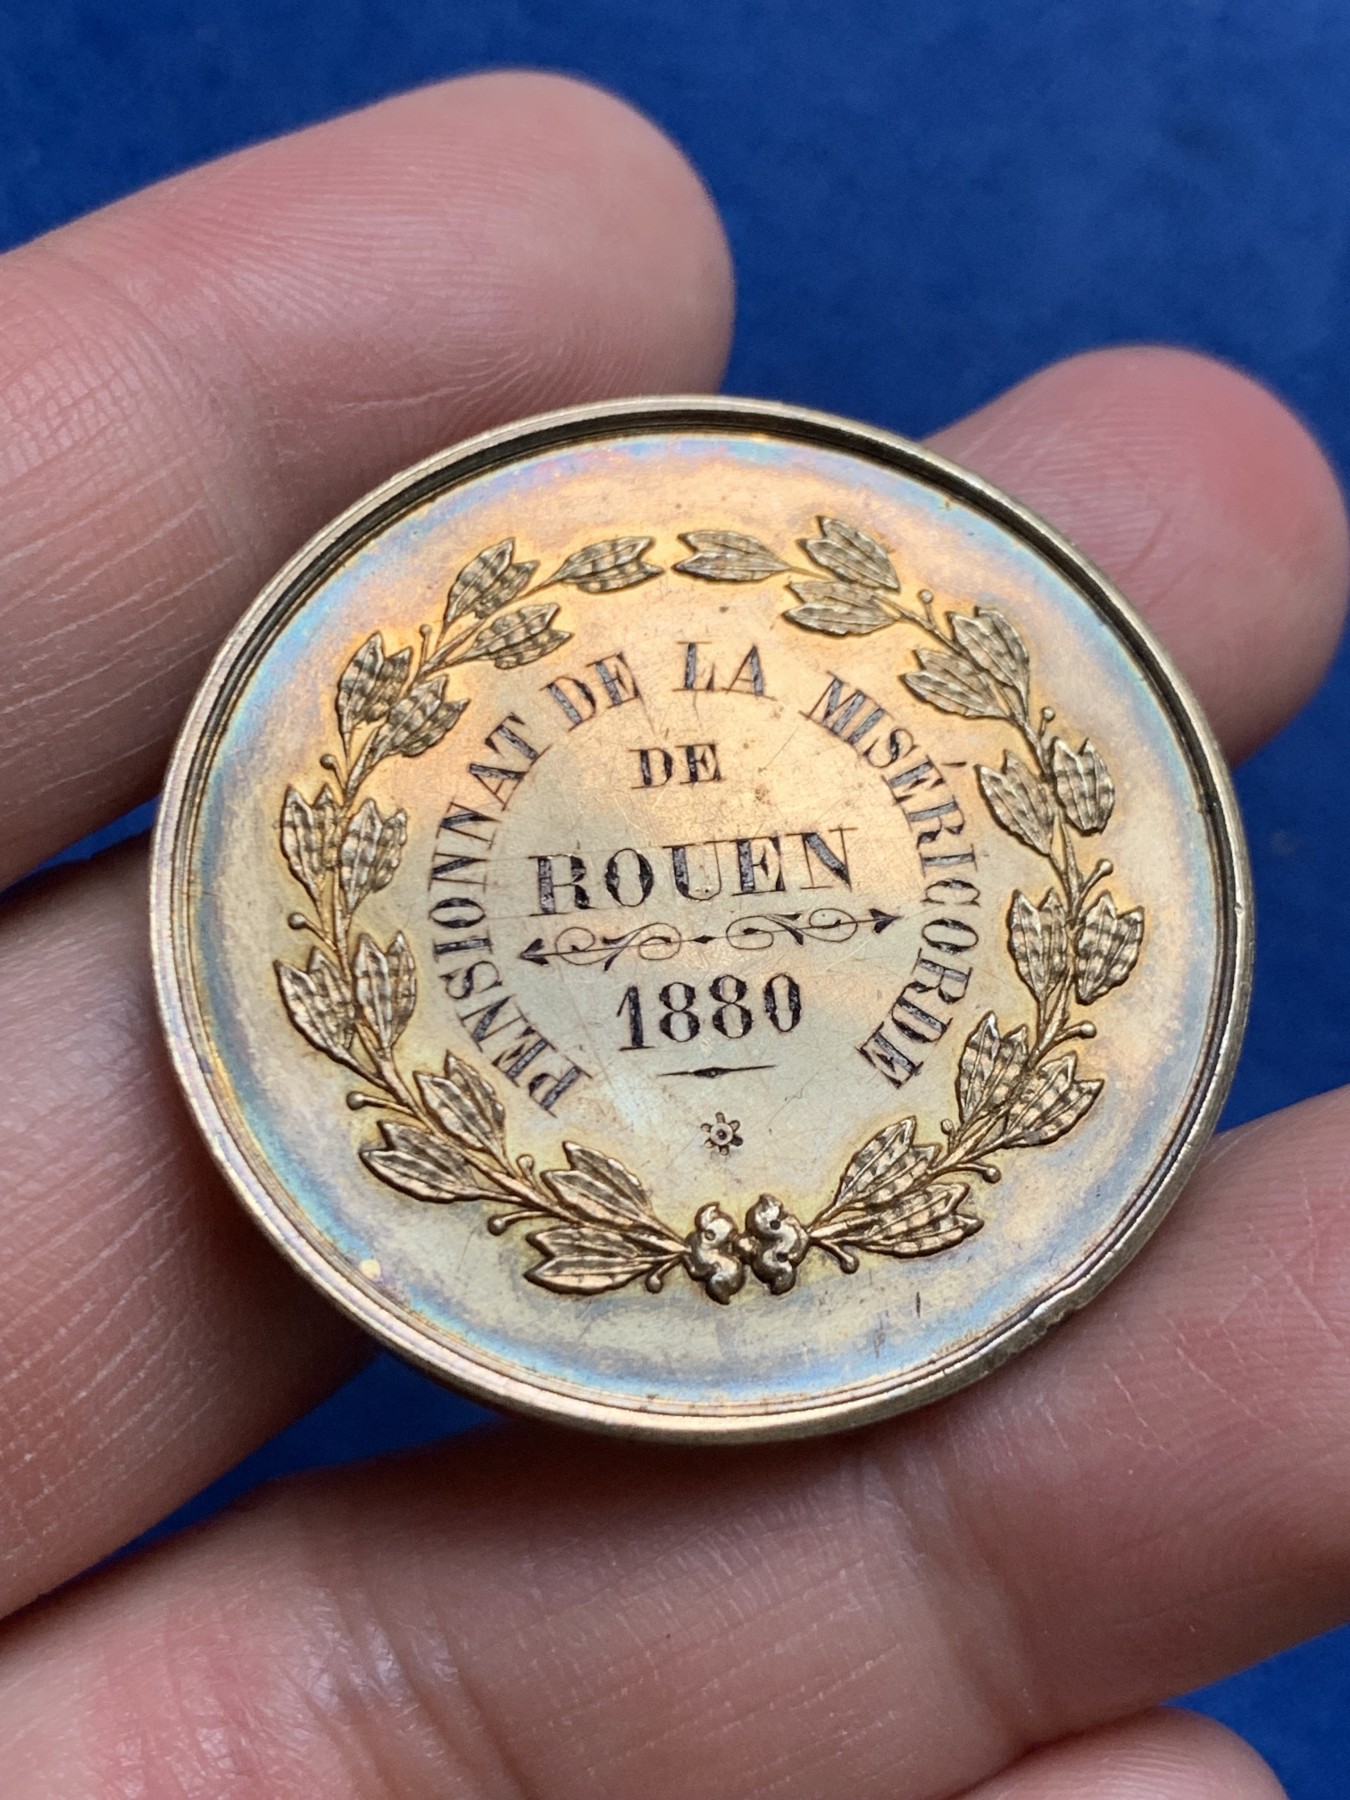 PENSIONNAT DE LA MISÉRICORDE
DE
ROUEN
1880